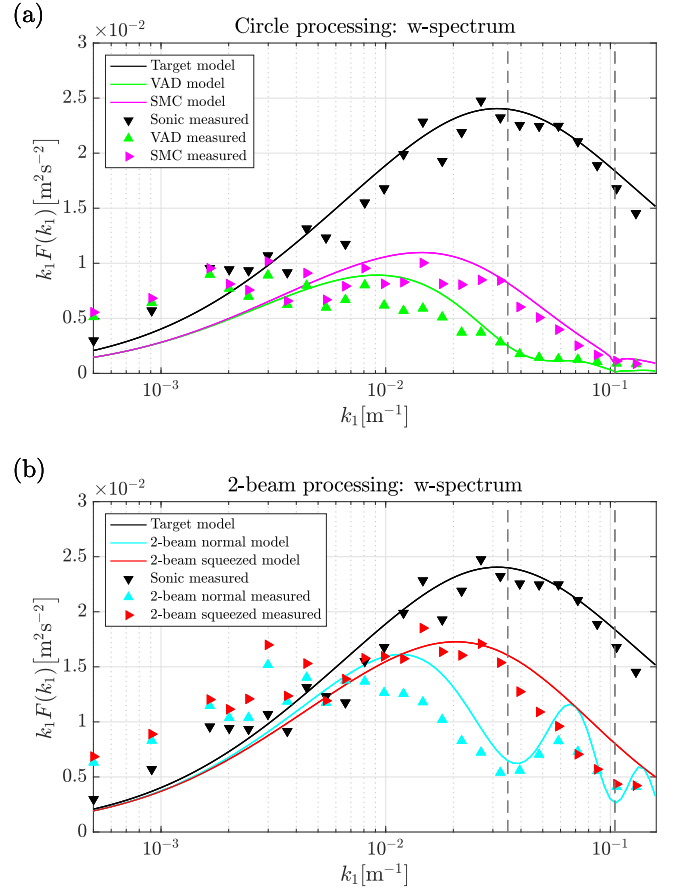 (a)
Circle processing: w-spectrum
×10⁻²
Target model
VAD model
SMC model
Sonic measured
VAD measured
SMC measured
3
2.5
2
1.5
1
0.5
0
k₁F(k₁)[m²s⁻²]
10⁻³ 10⁻² 10⁻¹
k₁[m⁻¹]
(b)
2-beam processing: w-spectrum
×10⁻²
Target model
2-beam normal model
2-beam squeezed model
Sonic measured
2-beam normal measured
2-beam squeezed measured
3
2.5
2
1.5
1
0.5
0
k₁F(k₁)[m²s⁻²]
10⁻³ 10⁻² 10⁻¹
k₁[m⁻¹]